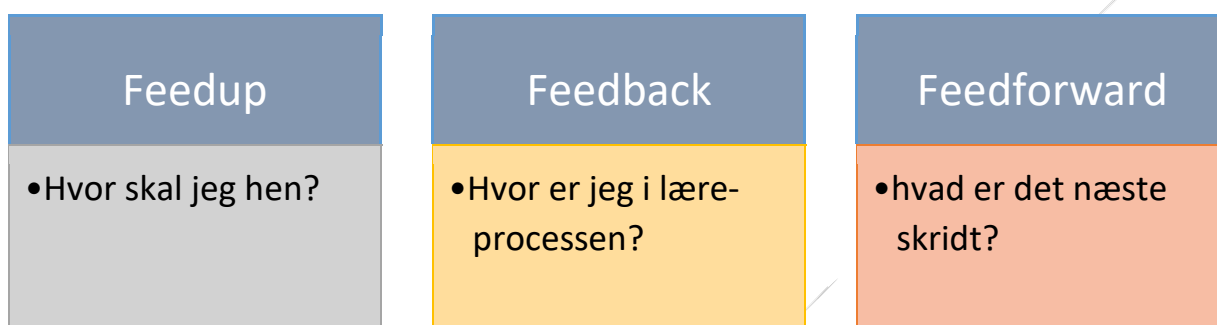 Feedup
•Hvor skal jeg hen?
Feedback
•Hvor er jeg i lære-
processen?
Feedforward
•hvad er det næste
skridt?